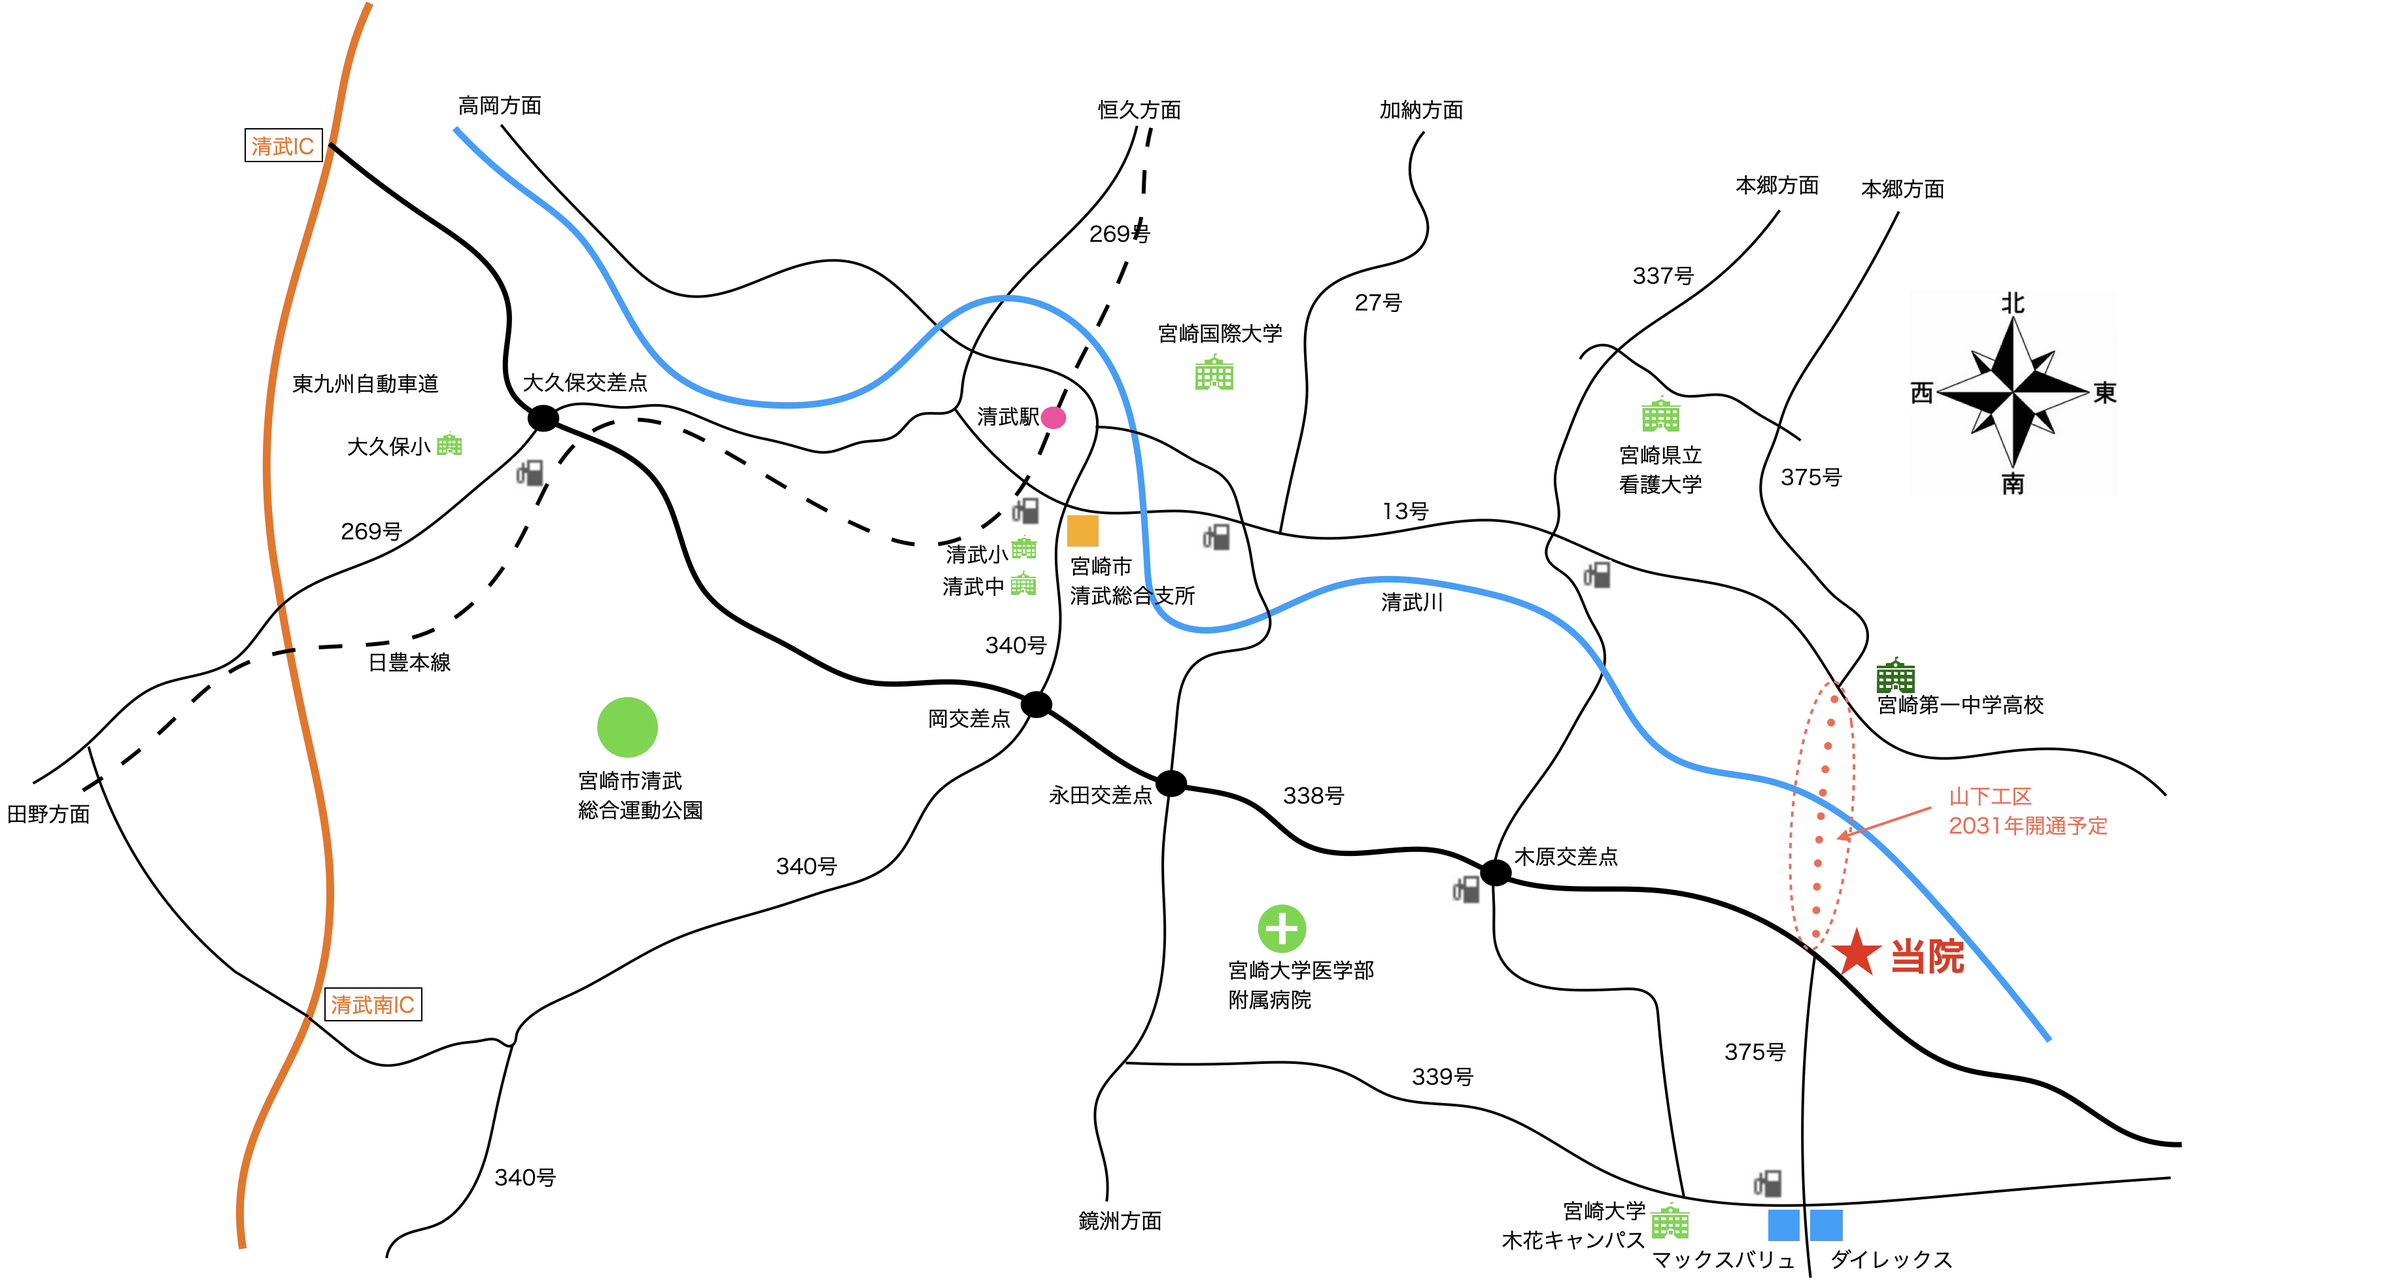 高岡方面
恒久方面
加納方面
清武IC
本郷方面
本郷方面
269号
337号
27号
北
宮崎国際大学
東九州自動車道
大久保交差点
西
東
清武駅
大久保小
宮崎県立
看護大学
375号
南
13号
269号
清武小
宮崎市
清武総合支所
清武中
清武川
340号
日豊本線
宮崎第一中学高校
岡交差点
宮崎市清武
総合運動公園
永田交差点
338号
山下工区
2031年開通予定
田野方面
木原交差点
340号
当院
宮崎大学医学部
附属病院
清武南IC
375号
339号
340号
鏡洲方面
宮崎大学
木花キャンパス
マックスバリュ
ダイレックス